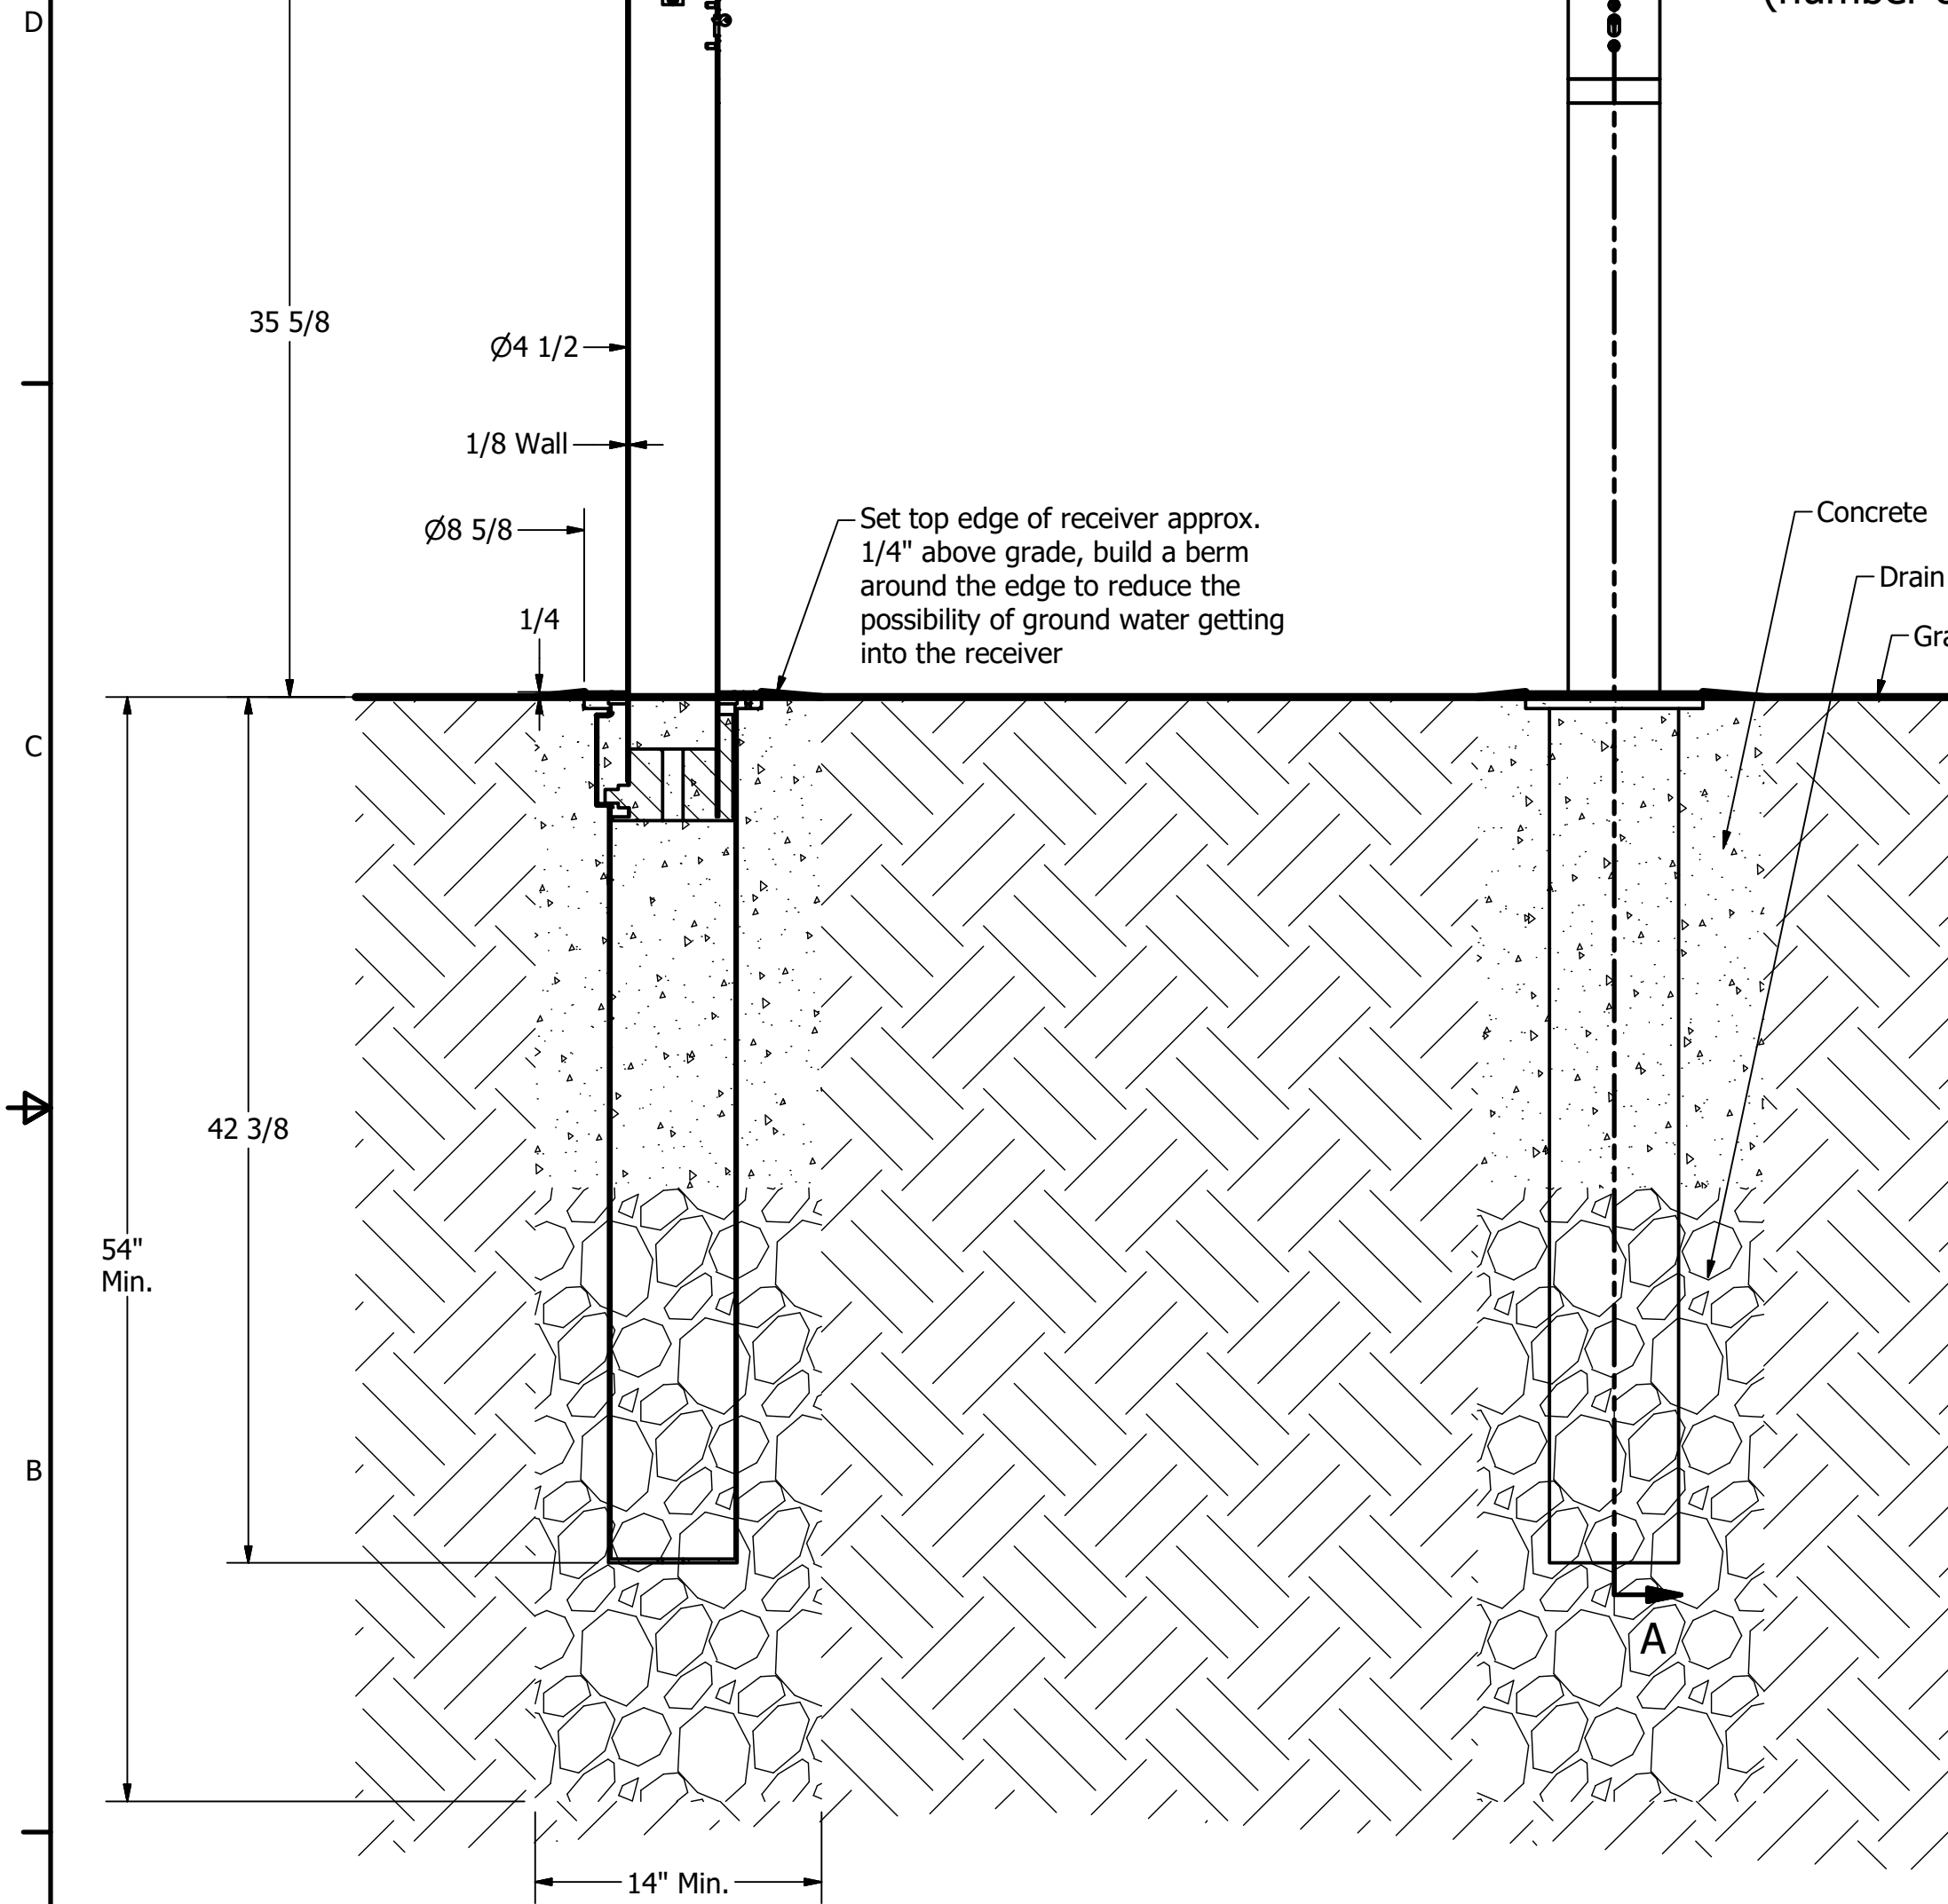 D
35 5/8
Ø4 1/2
1/8 Wall
Ø8 5/8
1/4
Set top edge of receiver approx.
1/4" above grade, build a berm
around the edge to reduce the
possibility of ground water getting
into the receiver
Concrete
Drain
C
42 3/8
54"
Min.
B
A
14" Min.